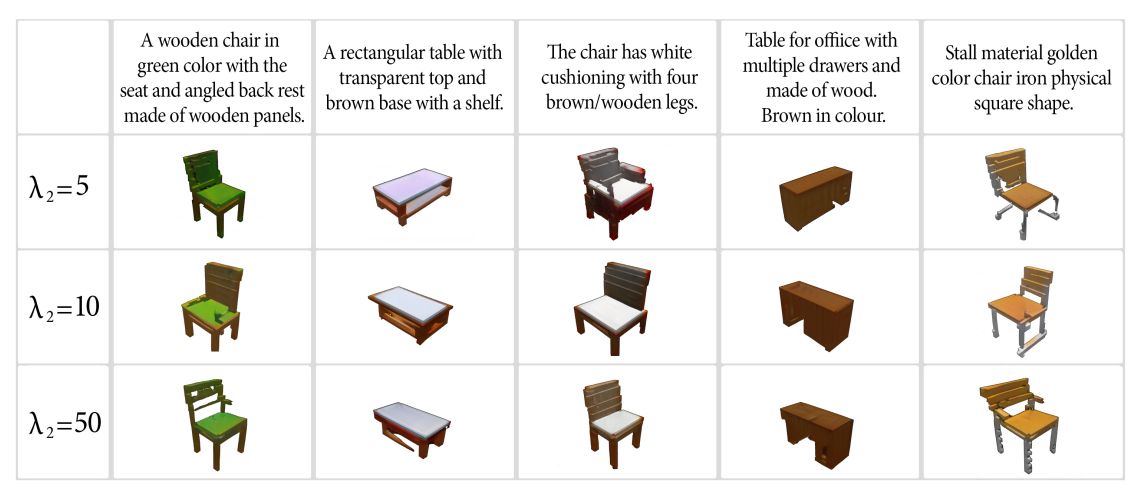 A wooden chair in
green color with the
seat and angled back rest
made of wooden panels.
A rectangular table with
transparent top and
brown base with a shelf.
The chair has white
cushioning with four
brown/wooden legs.
Table for offiice with
multiple drawers and
made of wood.
Brown in colour.
Stall material golden
color chair iron physical
square shape.
λ₂=5
λ₂=10
λ₂=50